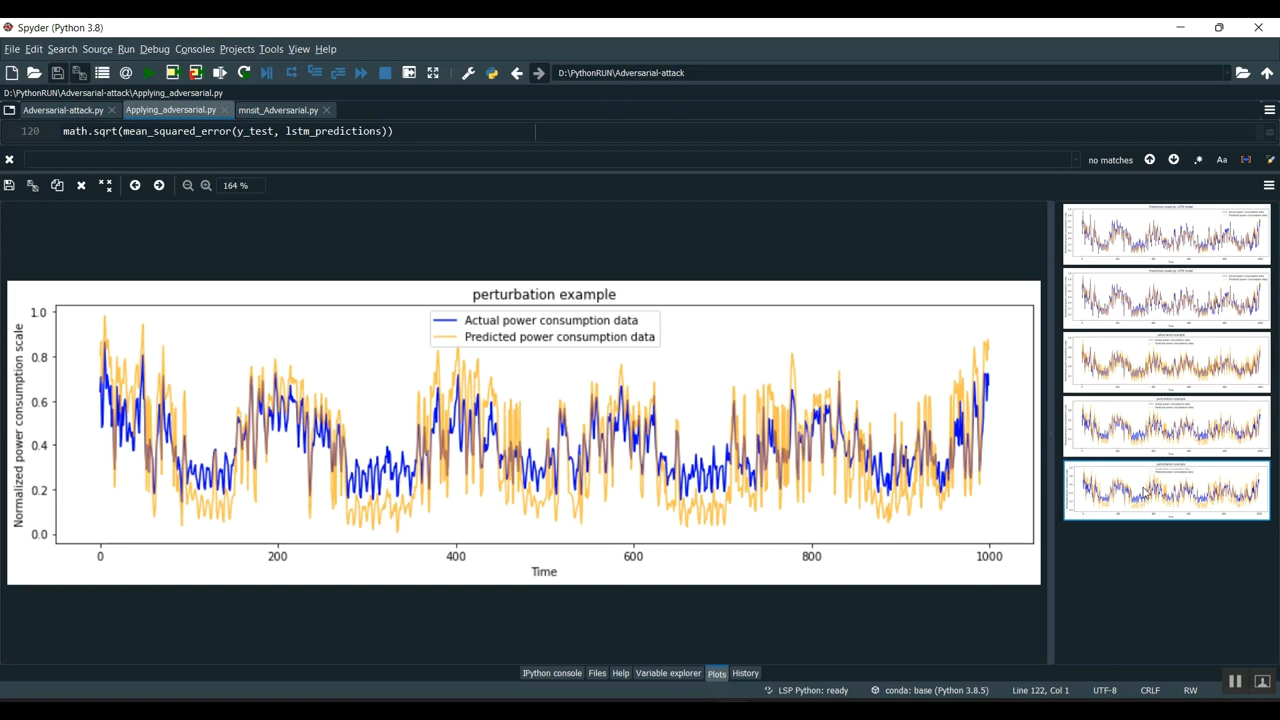 Spyder (Python 3.8)
File Edit Search Source Run Debug Consoles Projects Tools View Help
D:\PythonRUN\Adversarial-attack
D:\PythonRUN\Adversarial-attack\Applying_adversarial.py
Adversarial-attack.py Applying_adversarial.py mnsit_Adversarial.py
120 math.sqrt(mean_squared_error(y_test, lstm_predictions))
no matches Aa
164 %
perturbation example
Actual power consumption data
Predicted power consumption data
Normalized power consumption scale
1.0
0.8
0.6
0.4
0.2
0.0
0 200 400 600 800 1000
Time
IPython console Files Help Variable explorer Plots History
LSP Python: ready conda: base (Python 3.8.5) Line 122, Col 1 UTF-8 CRLF RW